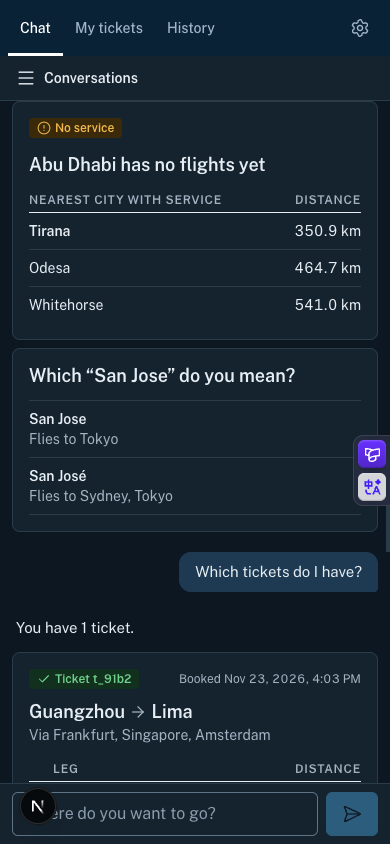 Chat My tickets History
Conversations
No service
Abu Dhabi has no flights yet
NEAREST CITY WITH SERVICE DISTANCE
Tirana 350.9 km
Odesa 464.7 km
Whitehorse 541.0 km
Which “San Jose” do you mean?
San Jose
Flies to Tokyo
San José
Flies to Sydney, Tokyo
中A
Which tickets do I have?
You have 1 ticket.
Ticket t_91b2 Booked Nov 23, 2026, 4:03 PM
Guangzhou → Lima
Via Frankfurt, Singapore, Amsterdam
LEG DISTANCE
N ere do you want to go?